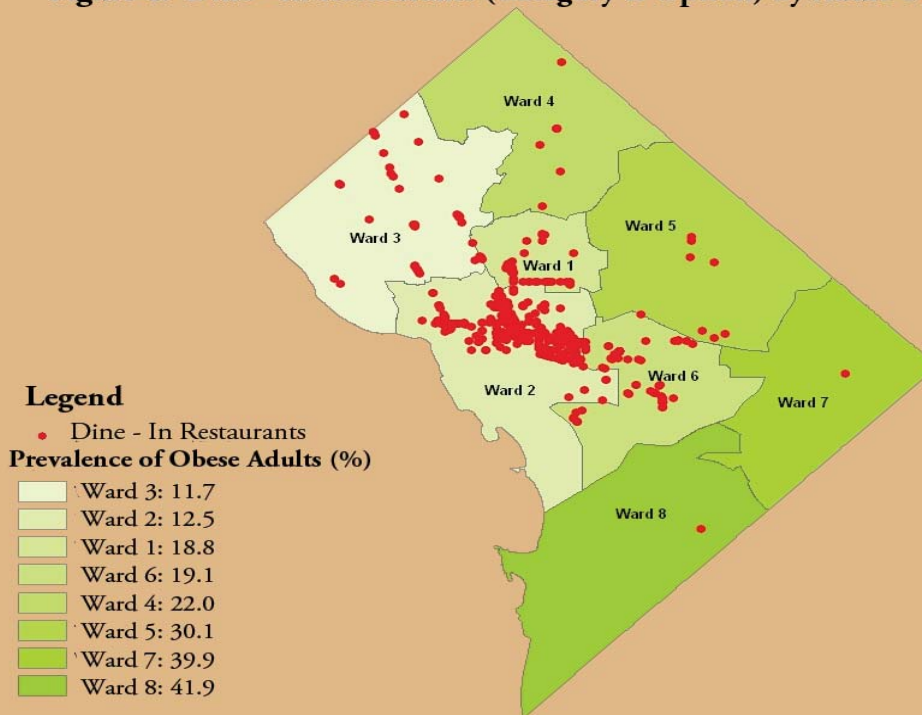 Ward 4
Ward 5
Ward 3
Ward 1
Ward 6
Ward 2
Ward 7
Ward 8
Legend
Dine - In Restaurants
Prevalence of Obese Adults (%)
Ward 3: 11.7
Ward 2: 12.5
Ward 1: 18.8
Ward 6: 19.1
Ward 4: 22.0
Ward 5: 30.1
Ward 7: 39.9
Ward 8: 41.9